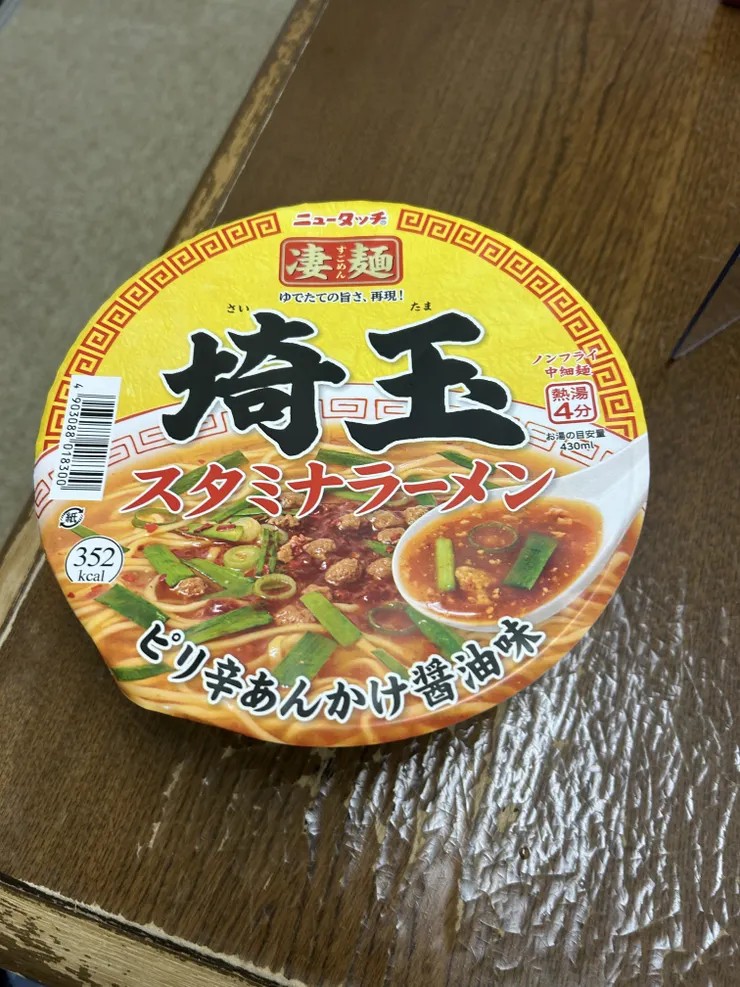 ニュータッチ®
凄麺
すごめん
ゆでたての旨さ、再現!
さい たま
埼玉
スタミナラーメン
ノンフライ
中細麺
熱湯
4分
お湯の目安量
430ml
4 903088 018300
紙
352
kcal
ピリ辛あんかけ醤油味